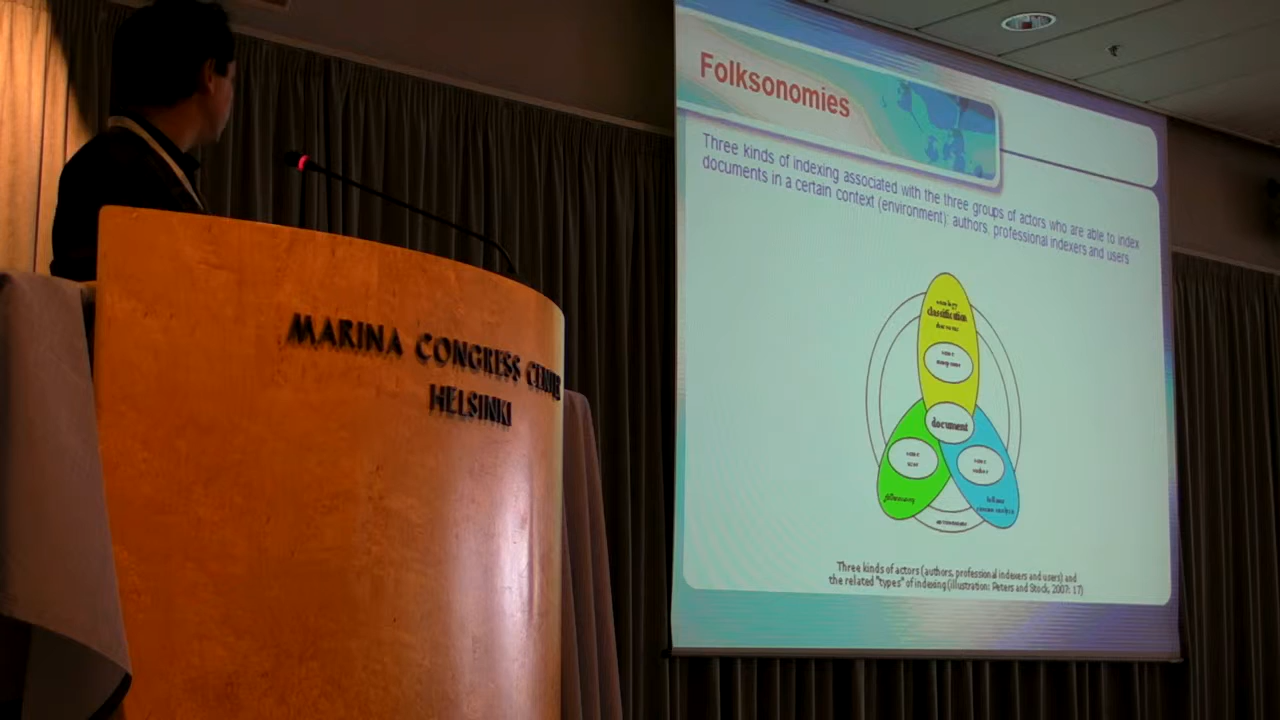 MARINA CONGRESS CENTRE
HELSINKI
Folksonomies
Three kinds of indexing associated with the three groups of actors who are able to index
documents in a certain context (environment): authors, professional indexers and users
classification
document
Three kinds of actors (authors, professional indexers and users) and
the related "types" of indexing (illustration: Peters and Stock, 2007: 17)